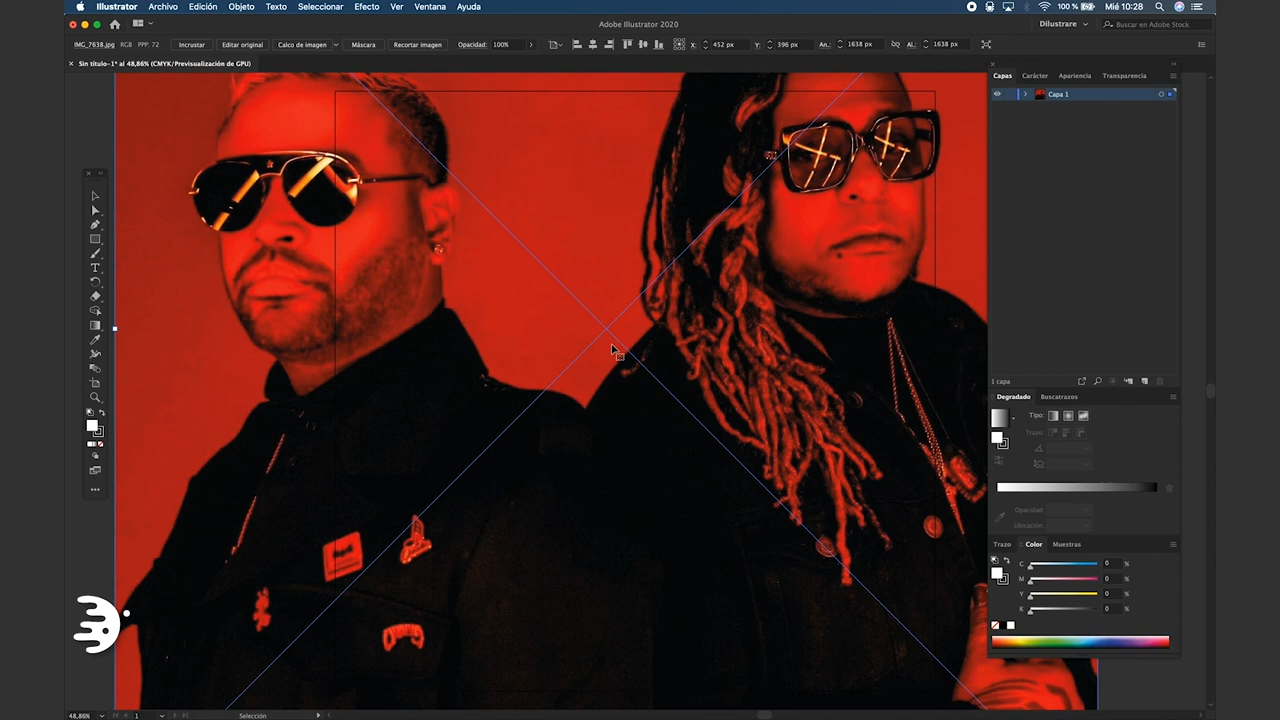 Illustrator Archivo Edición Objeto Texto Seleccionar Efecto Ver Ventana Ayuda 100 % Mié 10:28
Adobe Illustrator 2020 Dilustrare Buscar en Adobe Stock
IMG_7638.jpg RGB PPP: 72 Incrustar Editar original Calco de imagen Máscara Recortar imagen Opacidad: 100% X: 452 px Y: 396 px An.: 1638 px AL: 1638 px
× Sin título-1* al 48,86% (CMYK/Previsualización de GPU)
Capas Carácter Apariencia Transparencia
Capa 1
1 capa
Degradado Buscatrazos
Tipo:
Trazo:
Opacidad:
Ubicación:
Trazo Color Muestras
C 0 %
M 0 %
Y 0 %
K 0 %
48,86% 1 Selección